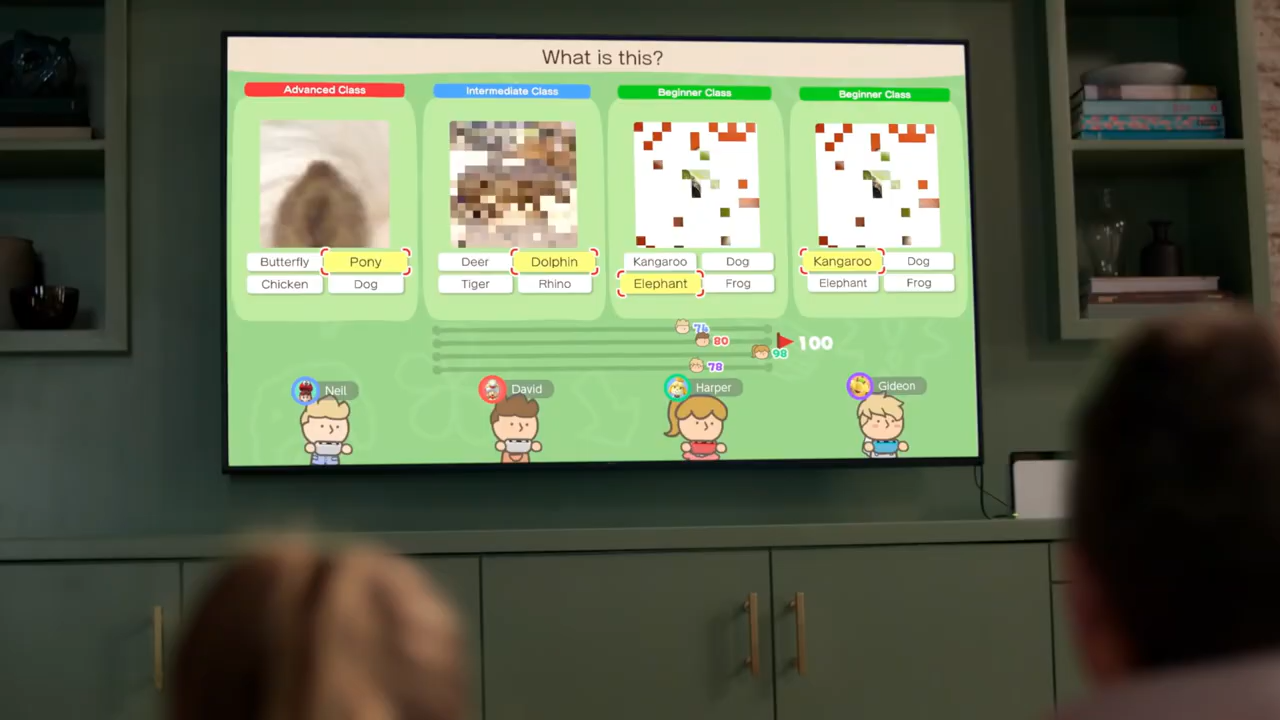 What is this?
Advanced Class
Intermediate Class
Beginner Class
Beginner Class
Butterfly
Pony
Chicken
Dog
Deer
Dolphin
Tiger
Rhino
Kangaroo
Dog
Elephant
Frog
Kangaroo
Dog
Elephant
Frog
74
80
98
78
100
Neil
David
Harper
Gideon